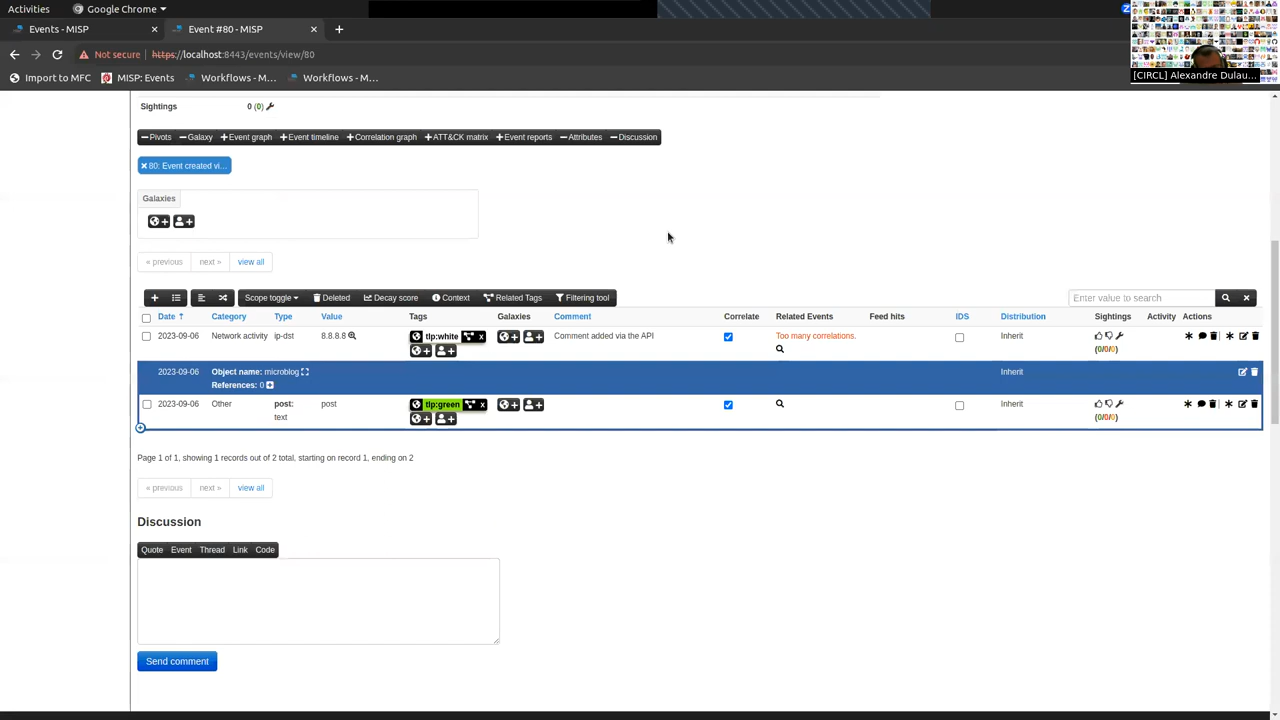 Activities
Google Chrome
Events - MISP
Event #80 - MISP
Not secure
https://localhost:8443/events/view/80
Import to MFC
MISP: Events
Workflows - M...
Workflows - M...
[CIRCL] Alexandre Dulau...
Sightings 0 (0)
Pivots Galaxy Event graph Event timeline Correlation graph ATT&CK matrix Event reports Attributes Discussion
80: Event created vi...
Galaxies
« previous next » view all
Scope toggle Deleted Decay score Context Related Tags Filtering tool Enter value to search
Date Category Type Value Tags Galaxies Comment Correlate Related Events Feed hits IDS Distribution Sightings Activity Actions
2023-09-06 Network activity ip-dst 8.8.8.8 tlp:white x Comment added via the API Too many correlations. Inherit
(0/0/0)
2023-09-06 Object name: microblog Inherit
References: 0
2023-09-06 Other post: post tlp:green x Inherit
text (0/0/0)
Page 1 of 1, showing 1 records out of 2 total, starting on record 1, ending on 2
« previous next » view all
Discussion
Quote Event Thread Link Code
Send comment